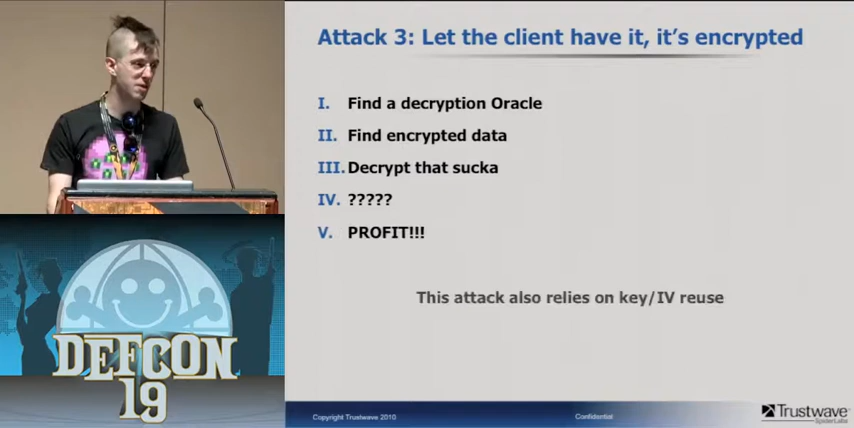 Attack 3: Let the client have it, it's encrypted
I. Find a decryption Oracle
II. Find encrypted data
III. Decrypt that sucka
IV. ?????
V. PROFIT!!!
This attack also relies on key/IV reuse
DEFCON
19
Copyright Trustwave 2010
Confidential
Trustwave®
SpiderLabs